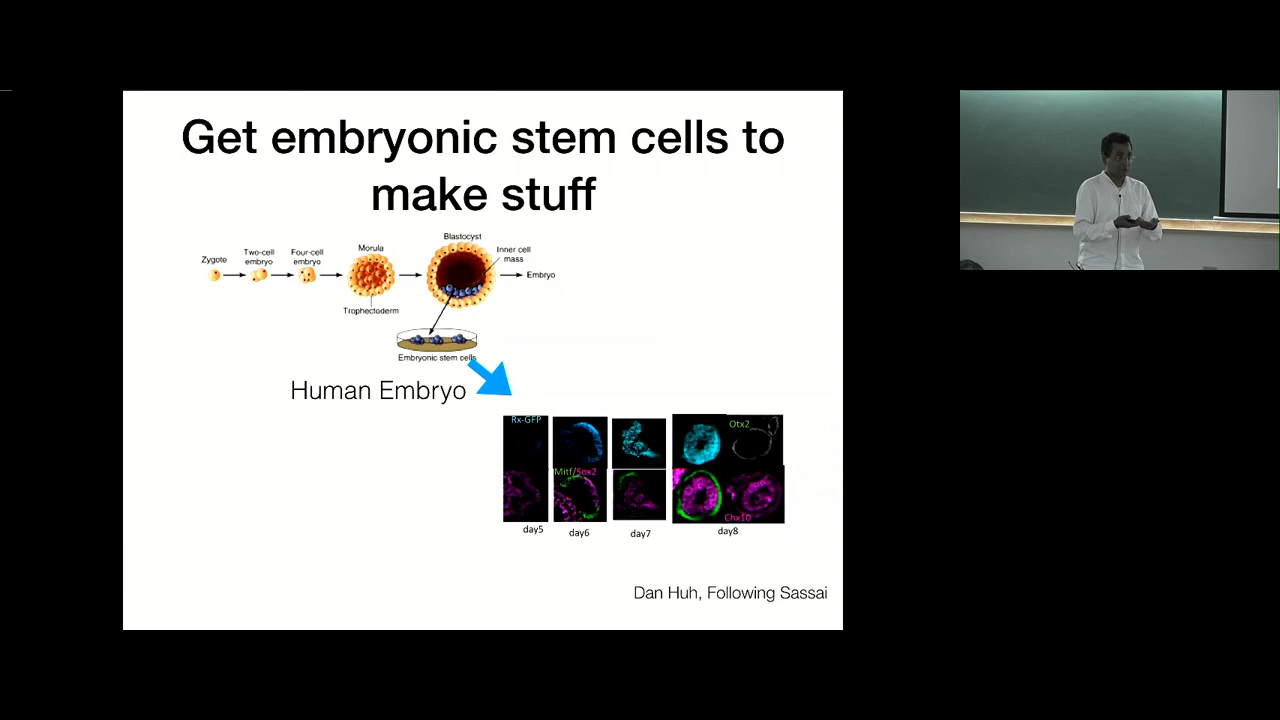 Get embryonic stem cells to
make stuff
Blastocyst
Morula
Inner cell
mass
Two-cell
embryo
Four-cell
embryo
Zygote
Embryo
Trophectoderm
Embryonic stem cells
Human Embryo
Rx-GFP
Otx2
Mitf/Sox2
Chx10
day5
day6
day7
day8
Dan Huh, Following Sassai